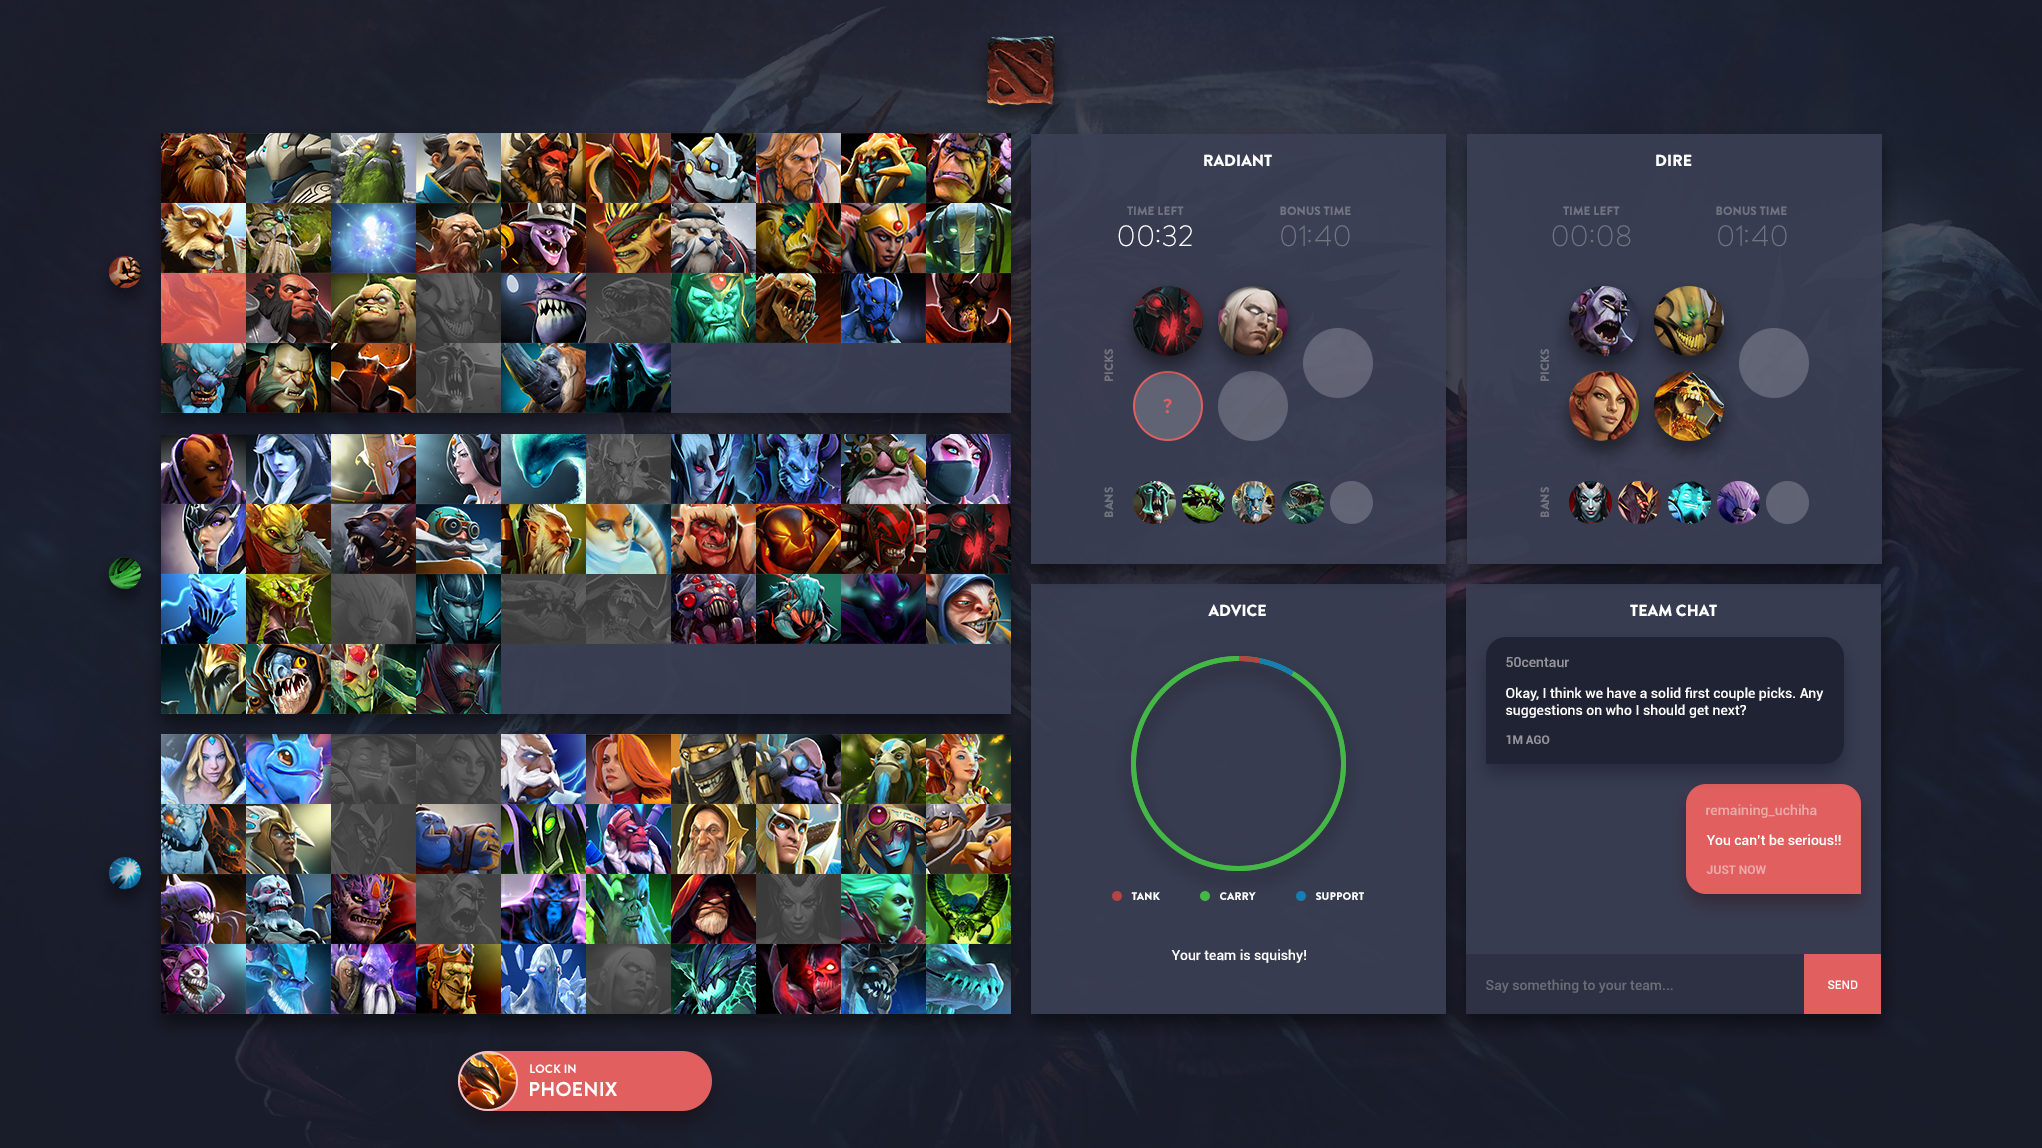 RADIANT
TIME LEFT
BONUS TIME
00:32
01:40
PICKS
?
BANS
DIRE
TIME LEFT
BONUS TIME
00:08
01:40
PICKS
BANS
ADVICE
TANK
CARRY
SUPPORT
Your team is squishy!
TEAM CHAT
50centaur
Okay, I think we have a solid first couple picks. Any
suggestions on who I should get next?
1M AGO
remaining_uchiha
You can't be serious!!
JUST NOW
Say something to your team...
SEND
LOCK IN
PHOENIX